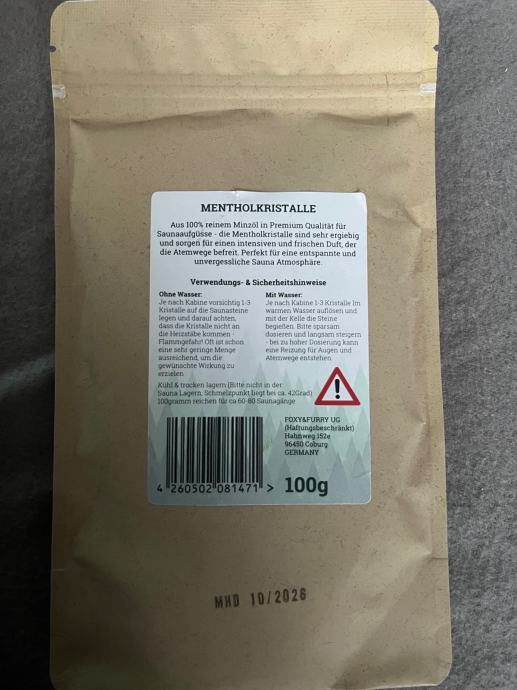 MENTHOLKRISTALLE
Aus 100% reinem Minzöl in Premium Qualität für
Saunaaufgüsse - die Mentholkristalle sind sehr ergiebig
und sorgen für einen intensiven und frischen Duft, der
die Atemwege befreit. Perfekt für eine entspannte und
unvergessliche Sauna Atmosphäre.
Verwendungs- & Sicherheitshinweise
Ohne Wasser:
Je nach Kabine vorsichtig 1-3
Kristalle auf die Saunasteine
legen und darauf achten,
dass die Kristalle nicht an
die Heizstäbe kommen -
Flammgefahr! Oft ist schon
eine sehr geringe Menge
ausreichend, um die
gewünschte Wirkung zu
erzielen
Mit Wasser:
Je nach Kabine 1-3 Kristalle im
warmen Wasser auflösen und
mit der Kelle die Steine
begießen. Bitte sparsam
dosieren und langsam steigern
- bei zu hoher Dosierung kann
eine Reizung für Augen und
Atemwege entstehen.
Kühl & trocken lagern (Bitte nicht in der
Sauna Lagern, Schmelzpunkt liegt bei ca. 42Grad)
100gramm reichen für ca 60-80 Saunagänge
FOXY&FURRY UG
(Haftungsbeschränkt)
Hahnweg 152e
96450 Coburg
GERMANY
4 260502 081471 >
100g
MHD 10/2026